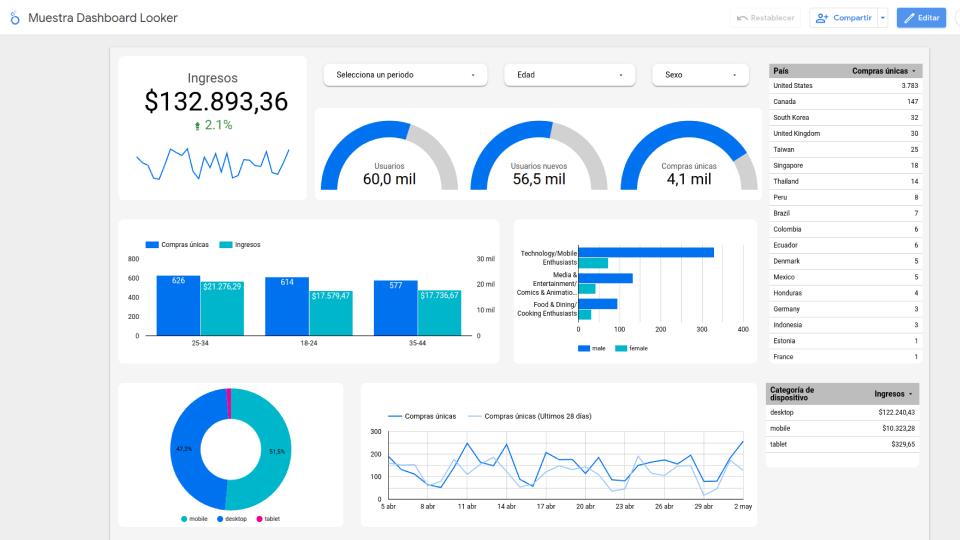 Muestra Dashboard Looker
Restablecer
Compartir
Editar
Ingresos
$132.893,36
2.1%
Selecciona un periodo
Edad
Sexo
Usuarios
60,0 mil
Usuarios nuevos
56,5 mil
Compras únicas
4,1 mil
País Compras únicas
United States 3.783
Canada 147
South Korea 32
United Kingdom 30
Taiwan 25
Singapore 18
Thailand 14
Peru 8
Brazil 7
Colombia 6
Ecuador 6
Denmark 5
Mexico 5
Honduras 4
Germany 3
Indonesia 3
Estonia 1
France 1
Compras únicas Ingresos
800 30 mil
600 20 mil
400 10 mil
200
0 0
626 $21.276,29
614 $17.579,47
577 $17.736,67
25-34 18-24 35-44
Technology/Mobile
Enthusiasts
Media &
Entertainment/
Comics & Animatio...
Food & Dining/
Cooking Enthusiasts
0 100 200 300 400
male female
47,3% 51,5%
mobile desktop tablet
Compras únicas Compras únicas (Ultimos 28 días)
300
200
100
0
5 abr 8 abr 11 abr 14 abr 17 abr 20 abr 23 abr 26 abr 29 abr 2 may
Categoría de
dispositivo Ingresos
desktop $122.240,43
mobile $10.323,28
tablet $329,65